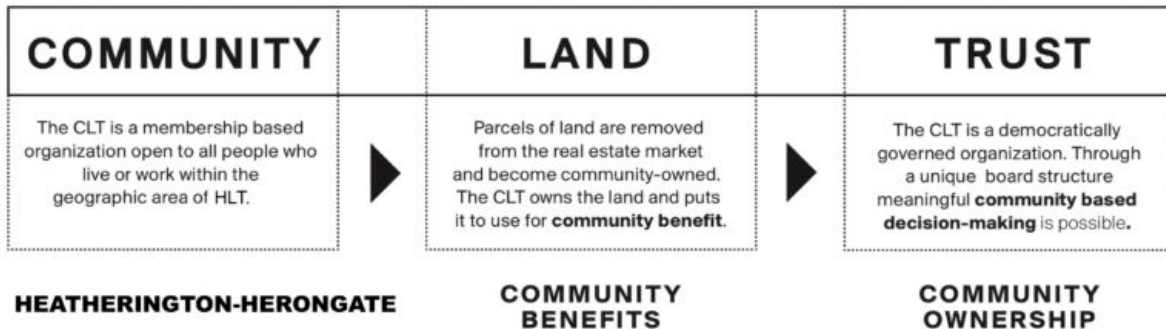 COMMUNITY
LAND
TRUST
The CLT is a membership based
organization open to all people who
live or work within the
geographic area of HLT.
Parcels of land are removed
from the real estate market
and become community-owned.
The CLT owns the land and puts
it to use for community benefit.
The CLT is a democratically
governed organization. Through
a unique board structure
meaningful community based
decision-making is possible.
HEATHERINGTON-HERONGATE
COMMUNITY
BENEFITS
COMMUNITY
OWNERSHIP